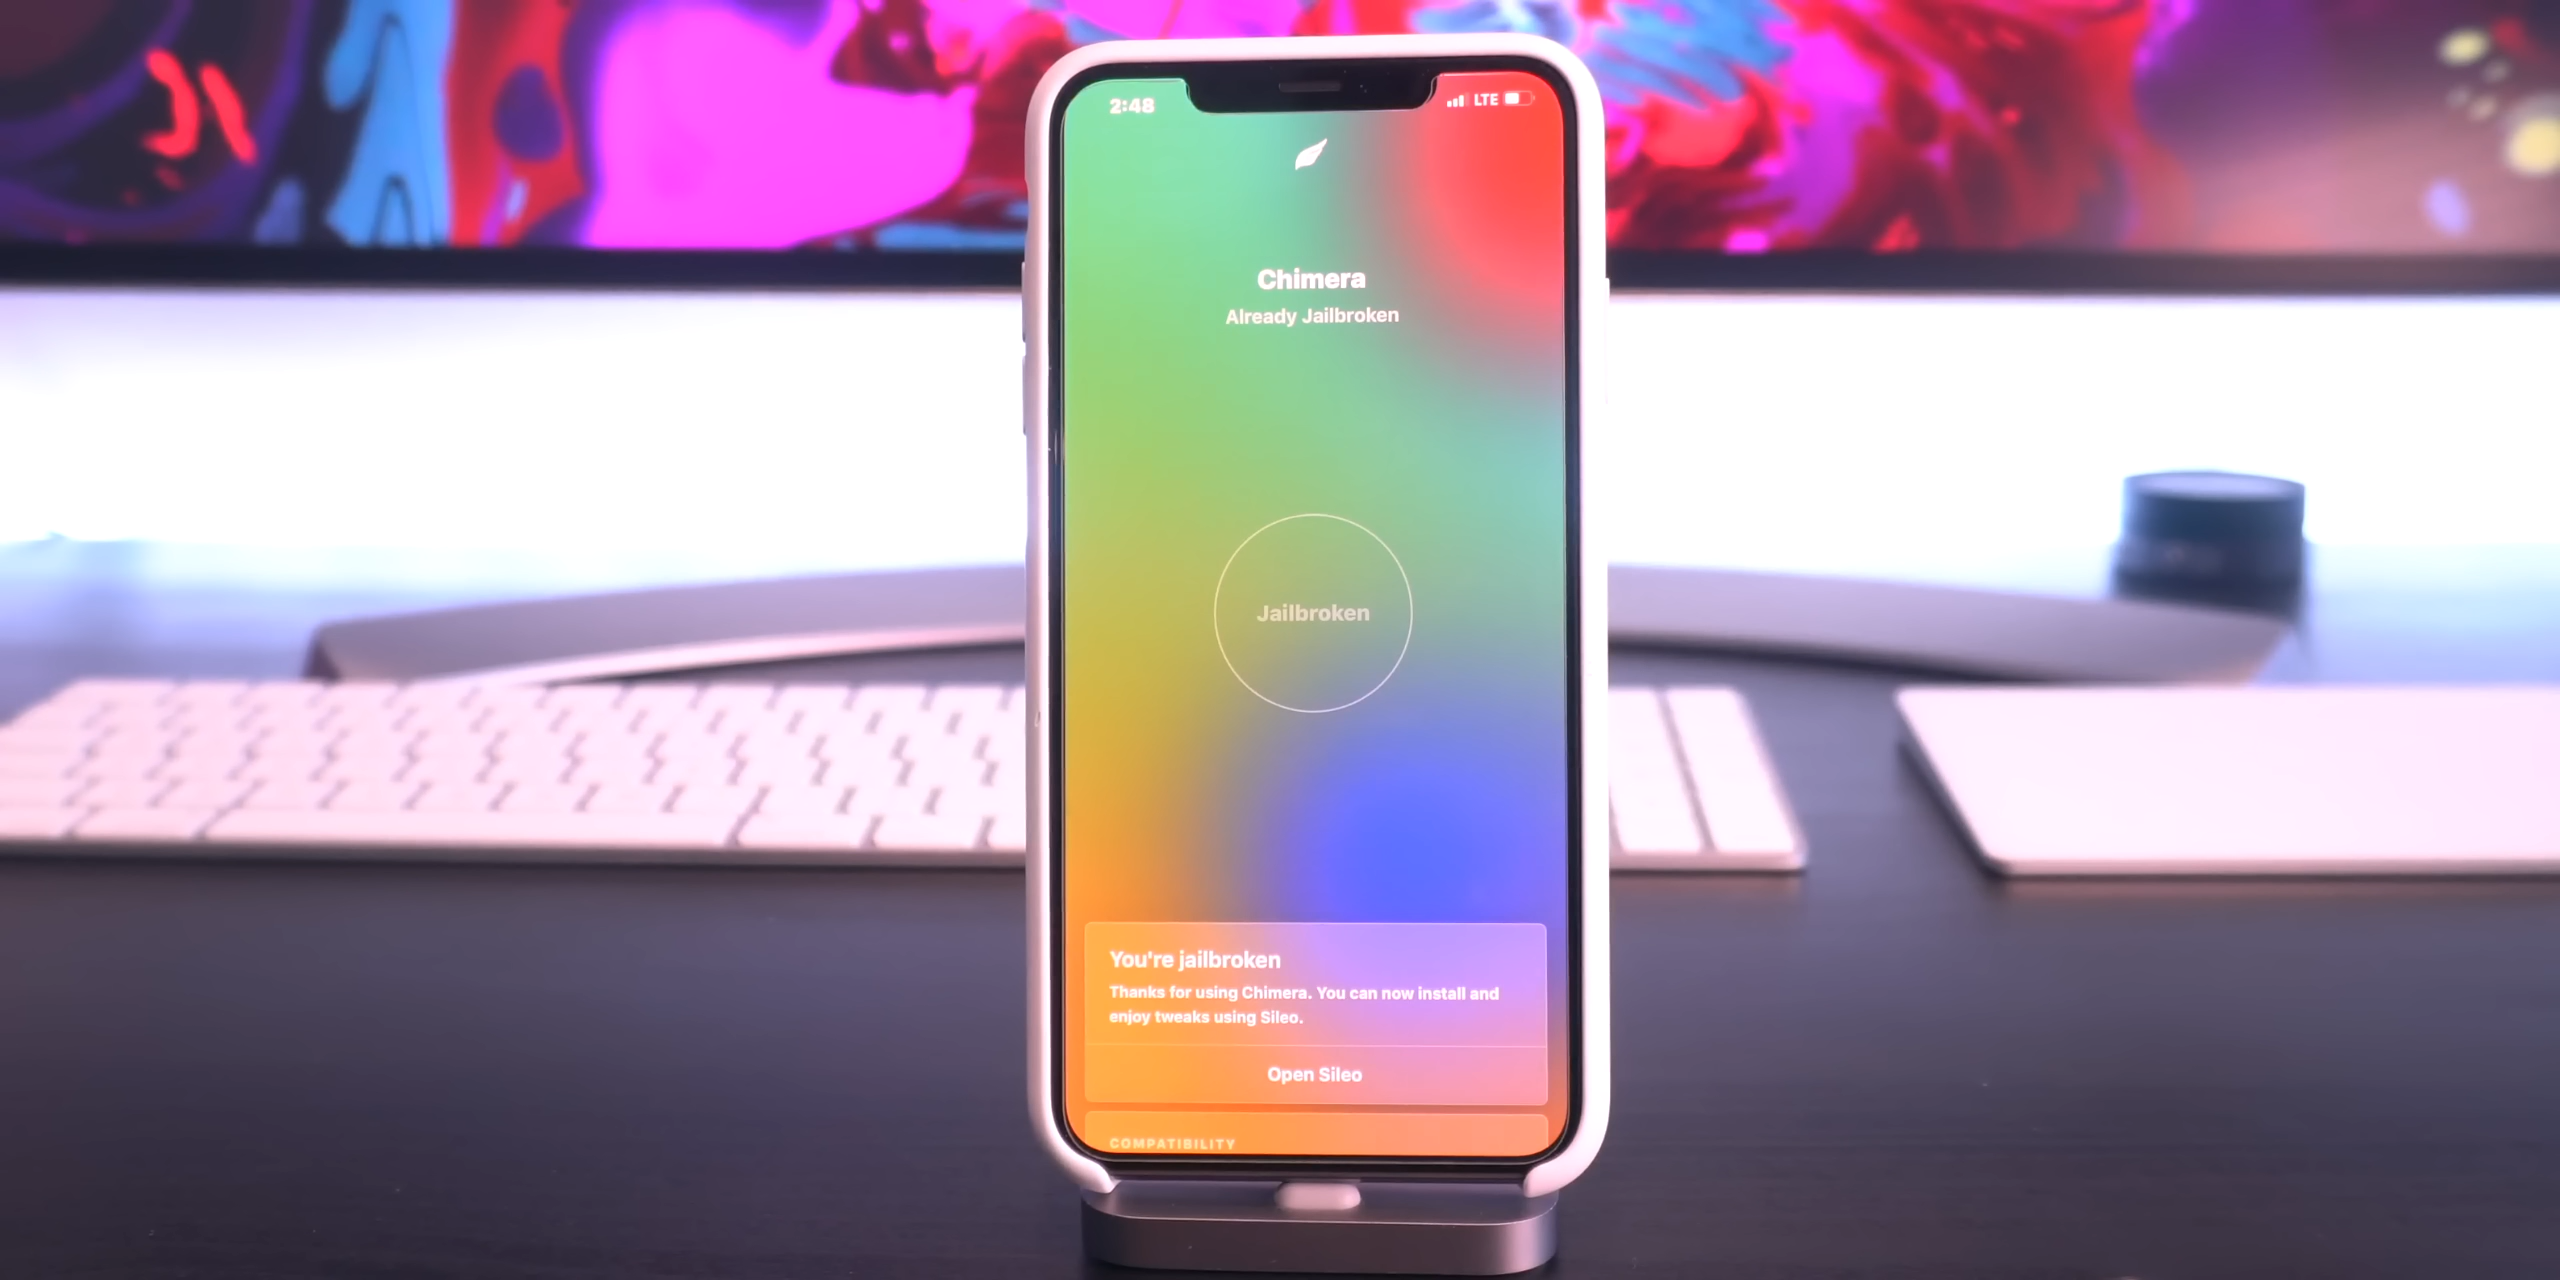 2:48
LTE
Chimera
Already Jailbroken
Jailbroken
You're jailbroken
Thanks for using Chimera. You can now install and
enjoy tweaks using Sileo.
Open Sileo
COMPATIBILITY